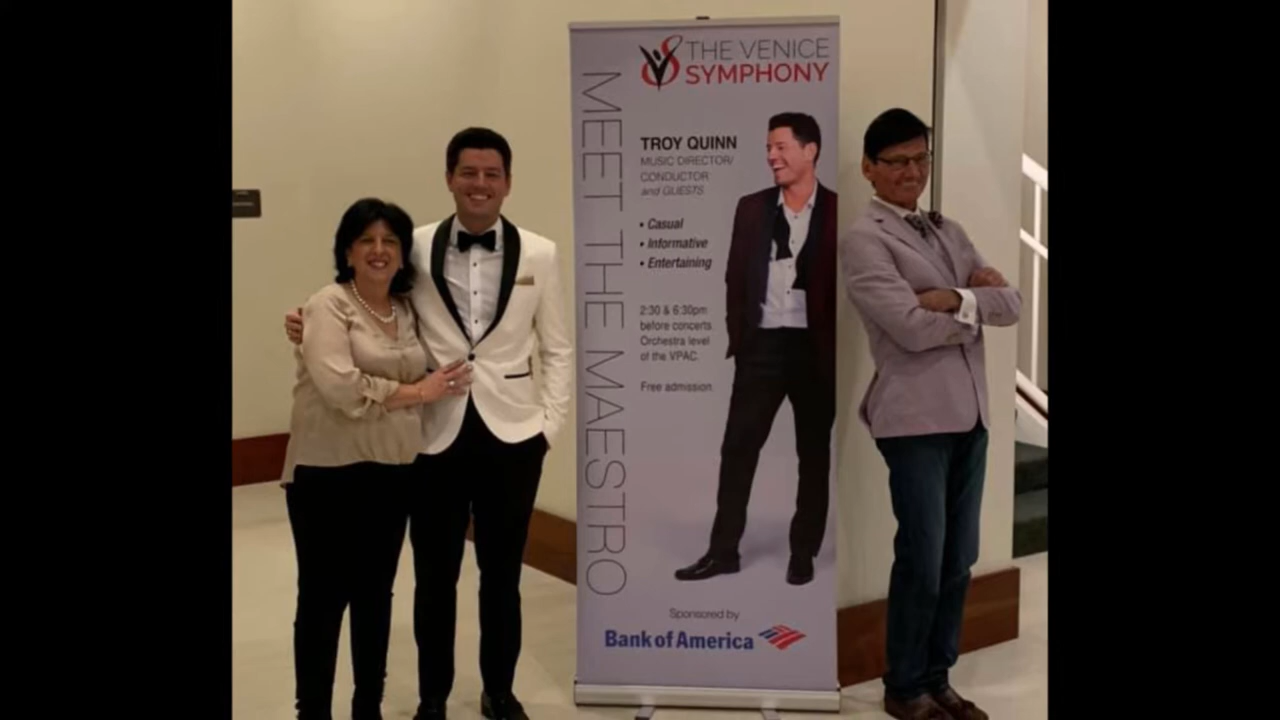 THE VENICE
SYMPHONY
MEET THE MAESTRO
TROY QUINN
MUSIC DIRECTOR/
CONDUCTOR
and GUESTS
• Casual
• Informative
• Entertaining
2:30 & 6:30pm
before concerts.
Orchestra level
of the VPAC.
Free admission.
Sponsored by
Bank of America